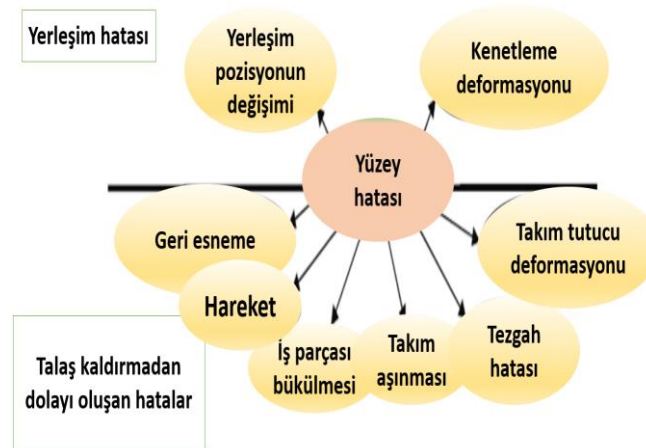 Yerleşim hatası
Yerleşim
pozisyonun
değişimi
Kenetleme
deformasyonu
Yüzey
hatası
Geri esneme
Takım tutucu
deformasyonu
Hareket
İş parçası
bükülmesi
Takım
aşınması
Tezgah
hatası
Talaş kaldırmadan
dolayı oluşan hatalar